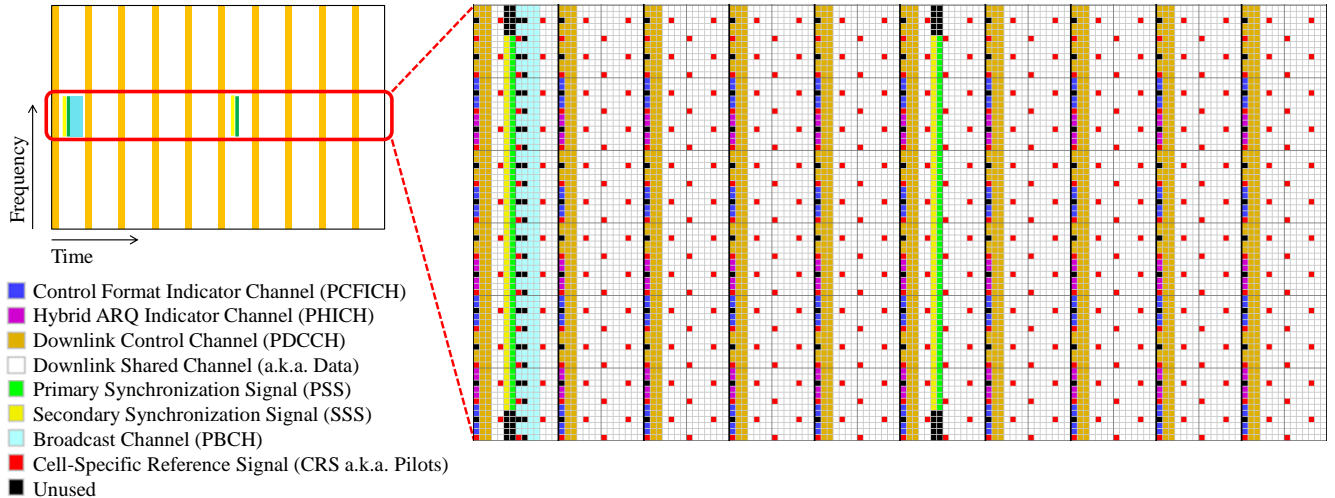 Frequency
Time
Control Format Indicator Channel (PCFICH)
Hybrid ARQ Indicator Channel (PHICH)
Downlink Control Channel (PDCCH)
Downlink Shared Channel (a.k.a. Data)
Primary Synchronization Signal (PSS)
Secondary Synchronization Signal (SSS)
Broadcast Channel (PBCH)
Cell-Specific Reference Signal (CRS a.k.a. Pilots)
Unused